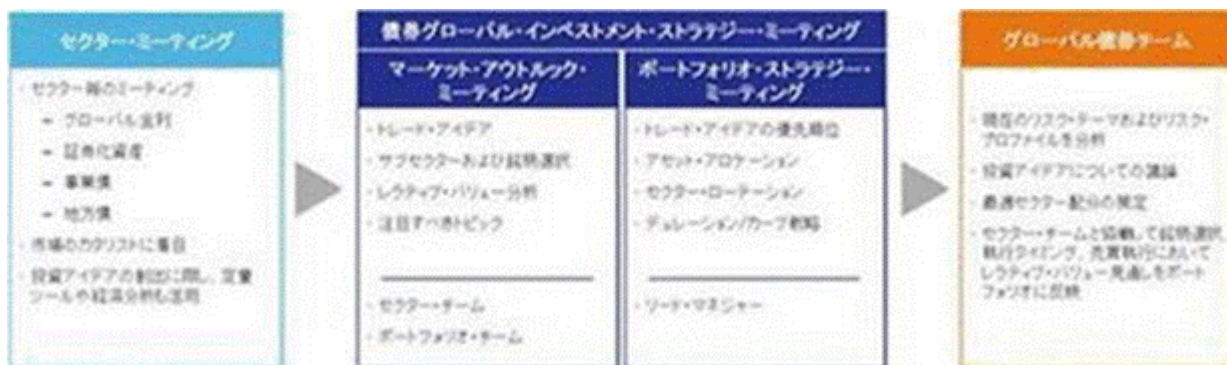 セクター・ミーティング
・セクター毎のミーティング
− グローバル金利
− 証券化資産
− 事業債
− 地方債
・市場のカタリストに着目
・投資アイデアの創出に際し、定量
ツールや経済分析も活用
債券グローバル・インベストメント・ストラテジー・ミーティング
マーケット・アウトルック・
ミーティング
・トレード・アイデア
・サブセクターおよび銘柄選択
・レラティブ・バリュー分析
・注目すべきトピック
・セクター・チーム
・ポートフォリオ・チーム
ポートフォリオ・ストラテジー・
ミーティング
・トレード・アイデアの優先順位
・アセット・アロケーション
・セクター・ローテーション
・デュレーション/カーブ戦略
・リード・マネジャー
グローバル債券チーム
・現在のリスク・テーマおよびリスク・
プロファイルを分析
・投資アイデアについての議論
・最適セクター配分の策定
・セクター・チームと協働して銘柄選択、
執行タイミング、売買執行において
レラティブ・バリュー見通しをポート
フォリオに反映